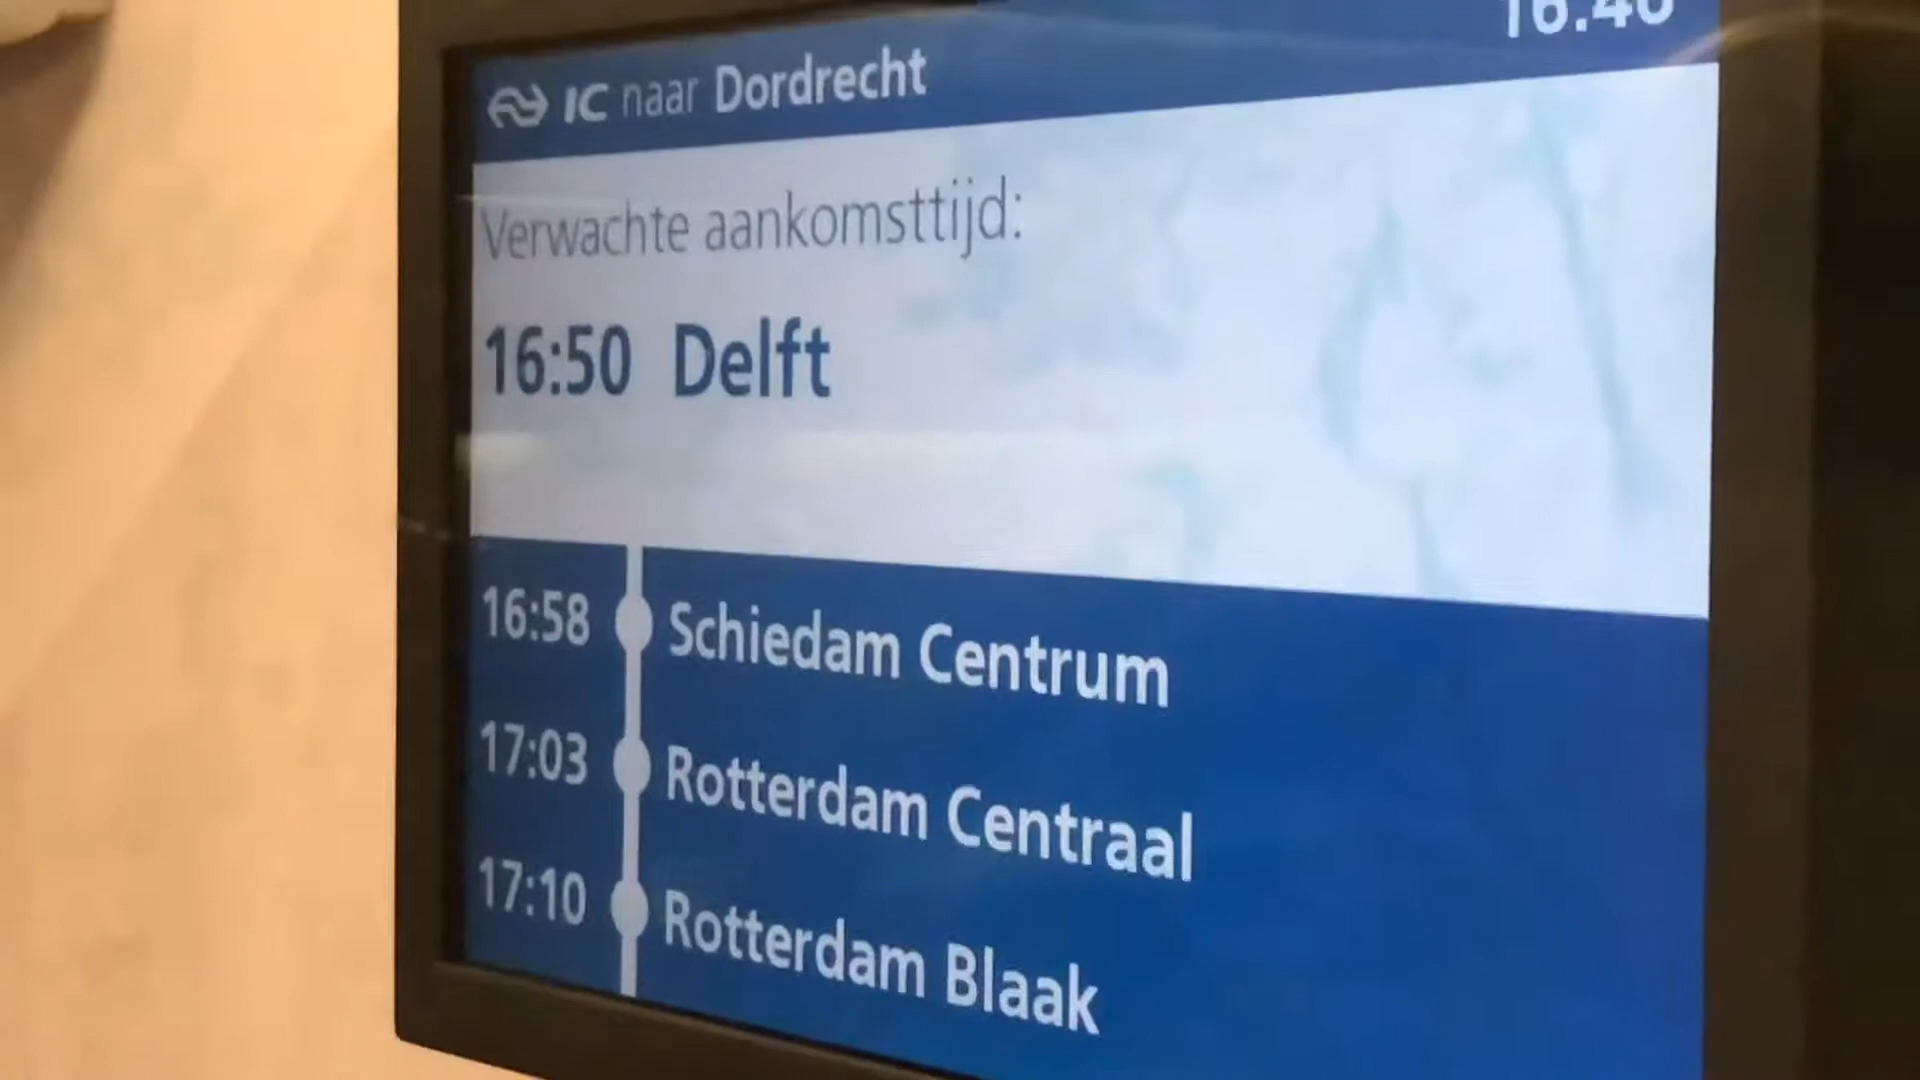 IC naar Dordrecht
Verwachte aankomsttijd:
16:50 Delft
16:58 Schiedam Centrum
17:03 Rotterdam Centraal
17:10 Rotterdam Blaak